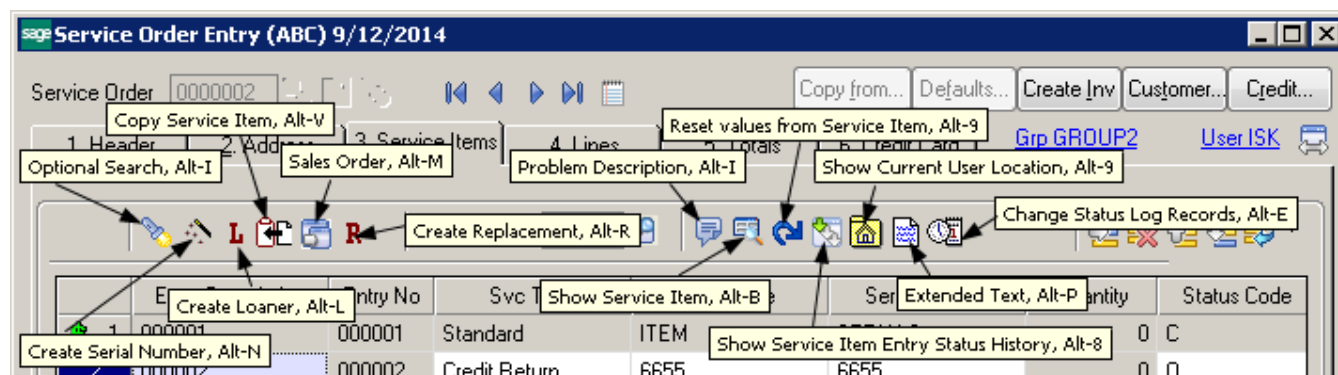 sage Service Order Entry (ABC) 9/12/2014
Service Order 0000002 Copy from... Defaults... Create Inv Customer... Credit...
Copy Service Item, Alt-V Reset values from Service Item, Alt-9
1. Header 2. Address 3. Service Items 4. Lines 5. Totals 6. Credit Card Grp GROUP2 User ISK
Optional Search, Alt-I Sales Order, Alt-M Problem Description, Alt-I Show Current User Location, Alt-9
Change Status Log Records, Alt-E
L R Create Replacement, Alt-R
Create Loaner, Alt-L Show Service Item, Alt-B Extended Text, Alt-P
Entry No Svc Ser Status Code
1 000001 000001 Standard ITEM 0 C
Create Serial Number, Alt-N Show Service Item Entry Status History, Alt-8
2 000002 000002 Credit Return 6655 6655 0 O